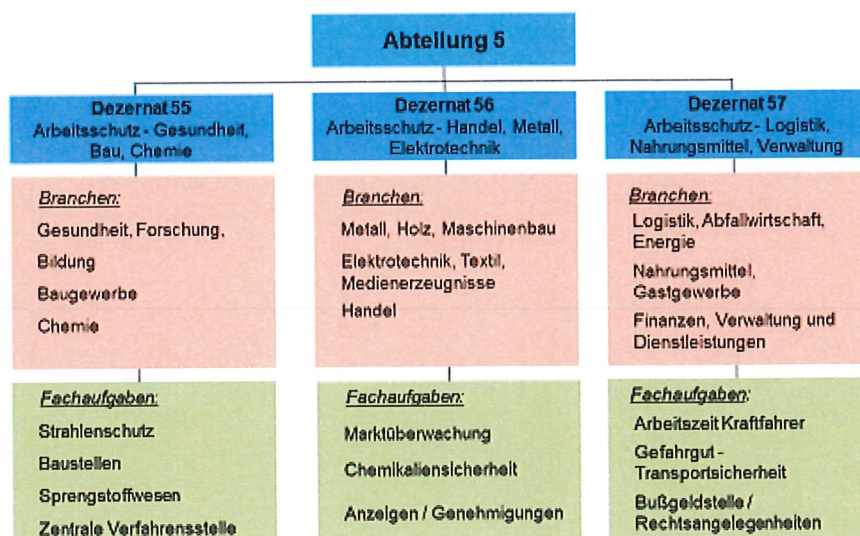 Abteilung 5
Dezernat 55
Arbeitsschutz - Gesundheit,
Bau, Chemie
Branchen:
Gesundheit, Forschung,
Bildung
Baugewerbe
Chemie
Fachaufgaben:
Strahlenschutz
Baustellen
Sprengstoffwesen
Zentrale Verfahrensstelle
Dezernat 56
Arbeitsschutz - Handel, Metall,
Elektrotechnik
Branchen:
Metall, Holz, Maschinenbau
Elektrotechnik, Textil,
Medienerzeugnisse
Handel
Fachaufgaben:
Marktüberwachung
Chemikaliensicherheit
Anzeigen / Genehmigungen
Dezernat 57
Arbeitsschutz - Logistik,
Nahrungsmittel, Verwaltung
Branchen:
Logistik, Abfallwirtschaft,
Energie
Nahrungsmittel,
Gastgewerbe
Finanzen, Verwaltung und
Dienstleistungen
Fachaufgaben:
Arbeitszeit Kraftfahrer
Gefahrgut -
Transportsicherheit
Bußgeldstelle /
Rechtsangelegenheiten